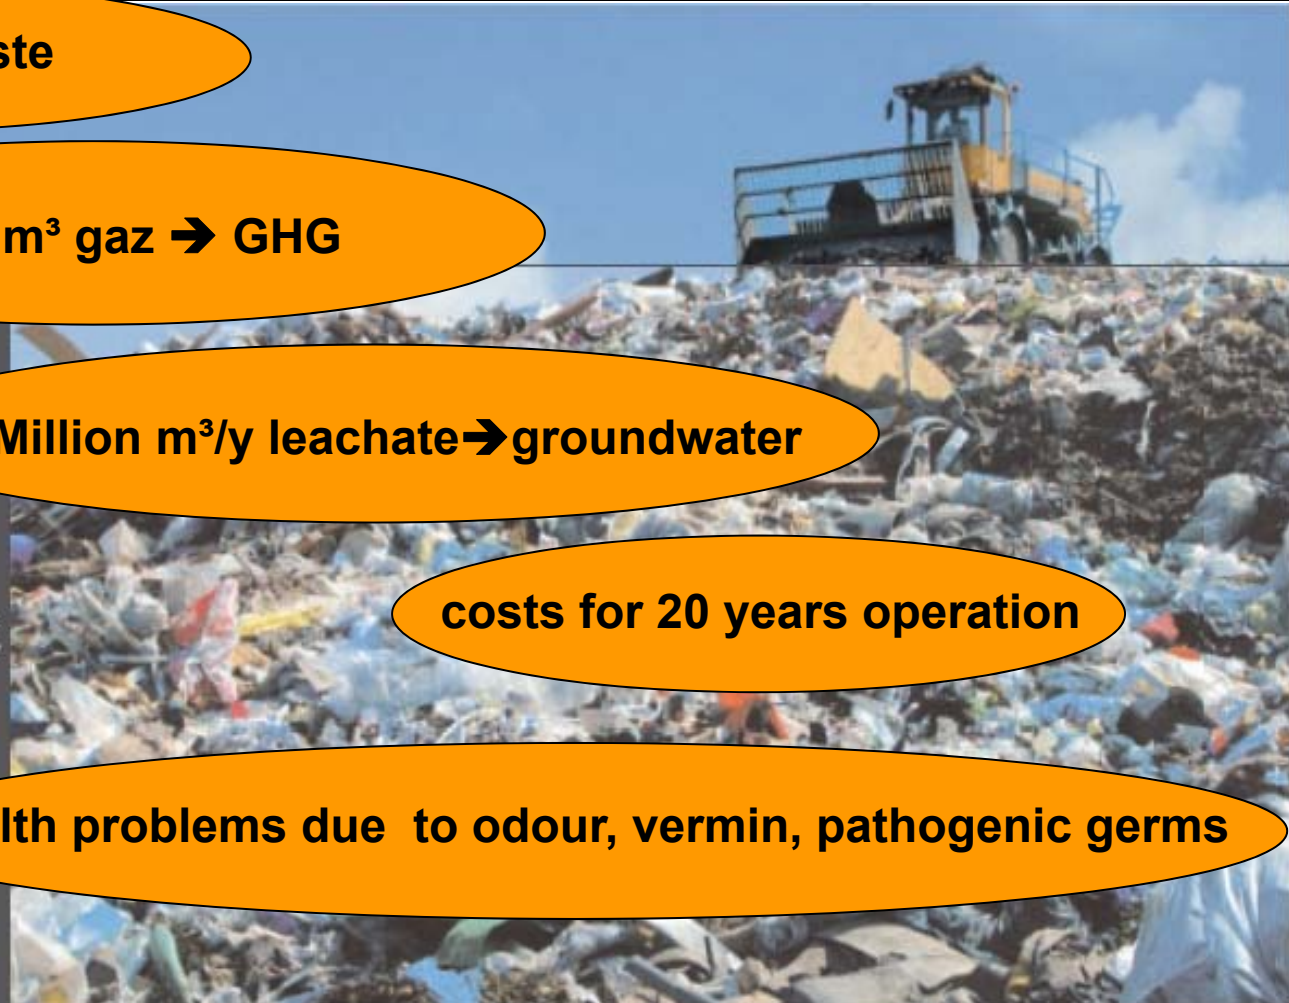 ste
m³ gaz ➔ GHG
Million m³/y leachate➔groundwater
costs for 20 years operation
lth problems due  to odour, vermin, pathogenic germs